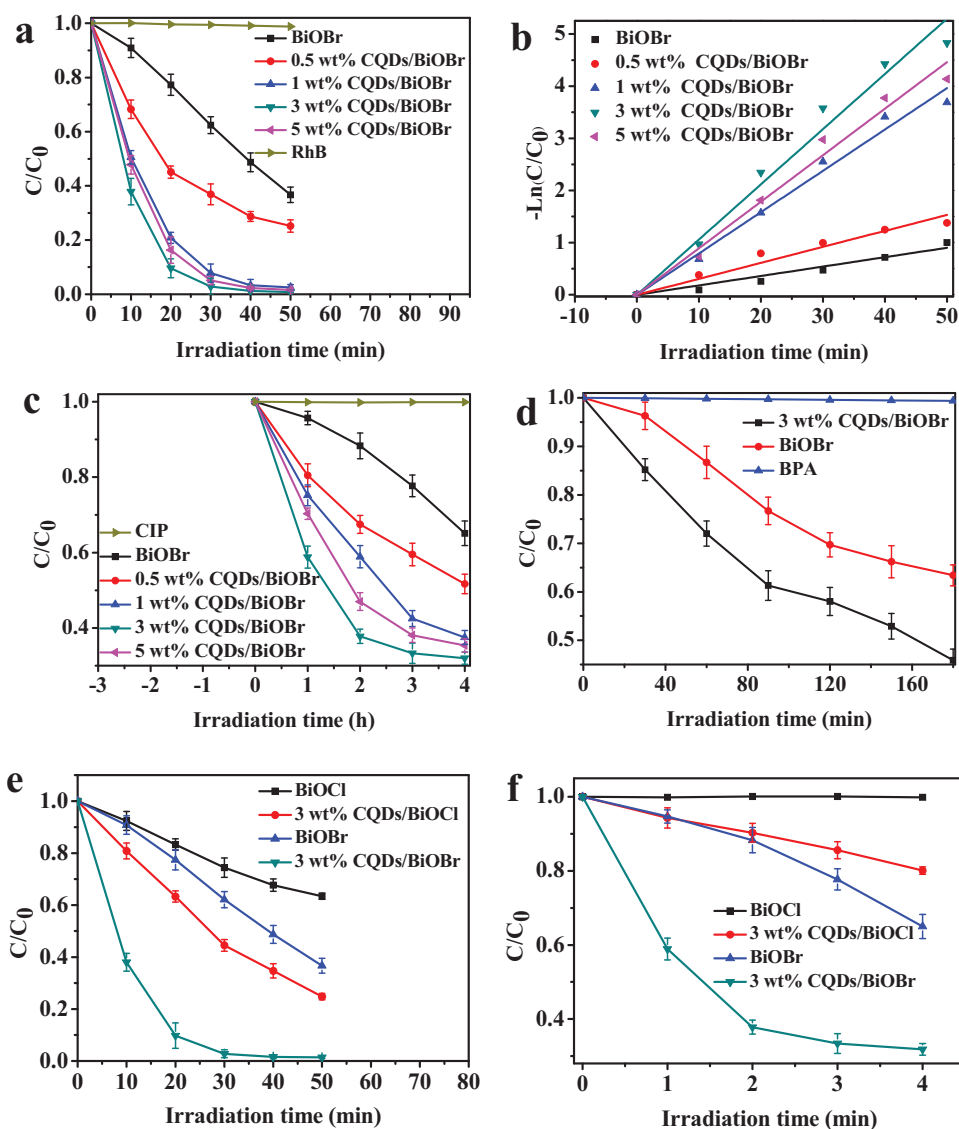 a
C/C0
1.0
0.8
0.6
0.4
0.2
0.0
BiOBr
0.5 wt% CQDs/BiOBr
1 wt% CQDs/BiOBr
3 wt% CQDs/BiOBr
5 wt% CQDs/BiOBr
RhB
0 10 20 30 40 50 60 70 80 90
Irradiation time (min)
b
-Ln(C/C0)
5
4
3
2
1
0
BiOBr
0.5 wt% CQDs/BiOBr
1 wt% CQDs/BiOBr
3 wt% CQDs/BiOBr
5 wt% CQDs/BiOBr
-10 0 10 20 30 40 50
Irradiation time (min)
c
C/C0
1.0
0.8
0.6
0.4
CIP
BiOBr
0.5 wt% CQDs/BiOBr
1 wt% CQDs/BiOBr
3 wt% CQDs/BiOBr
5 wt% CQDs/BiOBr
-3 -2 -1 0 1 2 3 4
Irradiation time (h)
d
C/C0
1.0
0.9
0.8
0.7
0.6
0.5
3 wt% CQDs/BiOBr
BiOBr
BPA
0 40 80 120 160
Irradiation time (min)
e
C/C0
1.0
0.8
0.6
0.4
0.2
0.0
BiOCl
3 wt% CQDs/BiOCl
BiOBr
3 wt% CQDs/BiOBr
0 10 20 30 40 50 60 70 80
Irradiation time (min)
f
C/C0
1.0
0.8
0.6
0.4
BiOCl
3 wt% CQDs/BiOCl
BiOBr
3 wt% CQDs/BiOBr
0 1 2 3 4
Irradiation time (min)